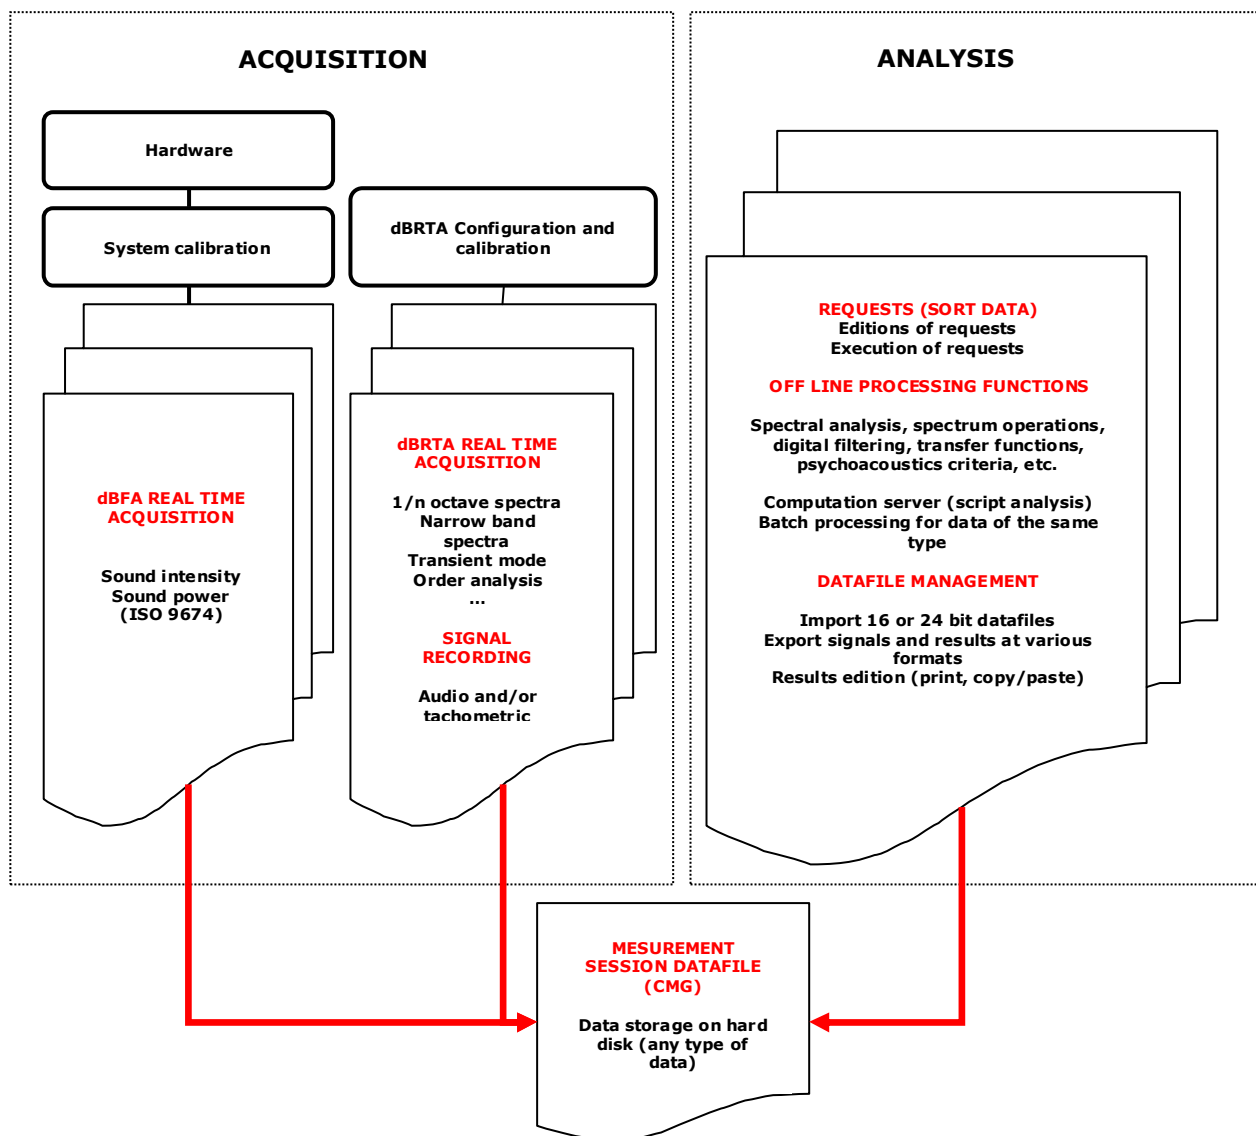 ACQUISITION
Hardware
System calibration
dBRTA Configuration and
calibration
dBFA REAL TIME
ACQUISITION
Sound intensity
Sound power
(ISO 9674)
dBRTA REAL TIME
ACQUISITION
1/n octave spectra
Narrow band
spectra
Transient mode
Order analysis
...
SIGNAL
RECORDING
Audio and/or
tachometric
ANALYSIS
REQUESTS (SORT DATA)
Editions of requests
Execution of requests
OFF LINE PROCESSING FUNCTIONS
Spectral analysis, spectrum operations,
digital filtering, transfer functions,
psychoacoustics criteria, etc.
Computation server (script analysis)
Batch processing for data of the same
type
DATAFILE MANAGEMENT
Import 16 or 24 bit datafiles
Export signals and results at various
formats
Results edition (print, copy/paste)
MESUREMENT
SESSION DATAFILE
(CMG)
Data storage on hard
disk (any type of
data)